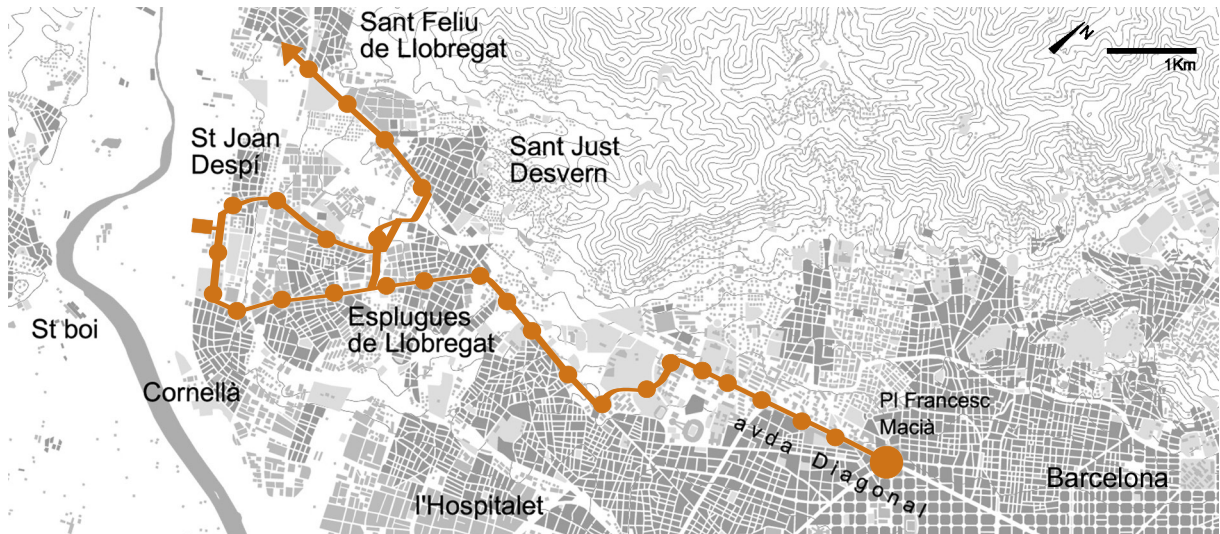 Sant Feliu
de Llobregat
N
1Km
St Joan
Despí
Sant Just
Desvern
St boi
Esplugues
de Llobregat
Cornellà
Pl Francesc
Macià
avda Diagonal
Barcelona
l'Hospitalet